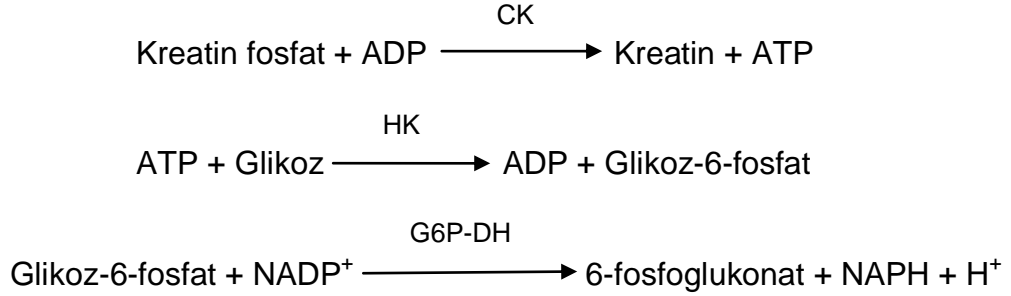 CK
Kreatin fosfat + ADP → Kreatin + ATP
HK
ATP + Glikoz → ADP + Glikoz-6-fosfat
G6P-DH
Glikoz-6-fosfat + NADP⁺ → 6-fosfoglukonat + NAPH + H⁺